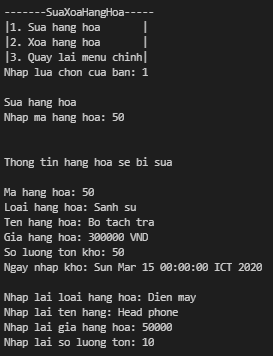 -------SuaXoaHangHoa-----
|1. Sua hang hoa       |
|2. Xoa hang hoa       |
|3. Quay lai menu chinh|
Nhap lua chon cua ban: 1
Sua hang hoa
Nhap ma hang hoa: 50
Thong tin hang hoa se bi sua
Ma hang hoa: 50
Loai hang hoa: Sanh su
Ten hang hoa: Bo tach tra
Gia hang hoa: 300000 VND
So luong ton kho: 50
Ngay nhap kho: Sun Mar 15 00:00:00 ICT 2020
Nhap lai loai hang hoa: Dien may
Nhap lai ten hang: Head phone
Nhap lai gia hang hoa: 50000
Nhap lai so luong ton: 10